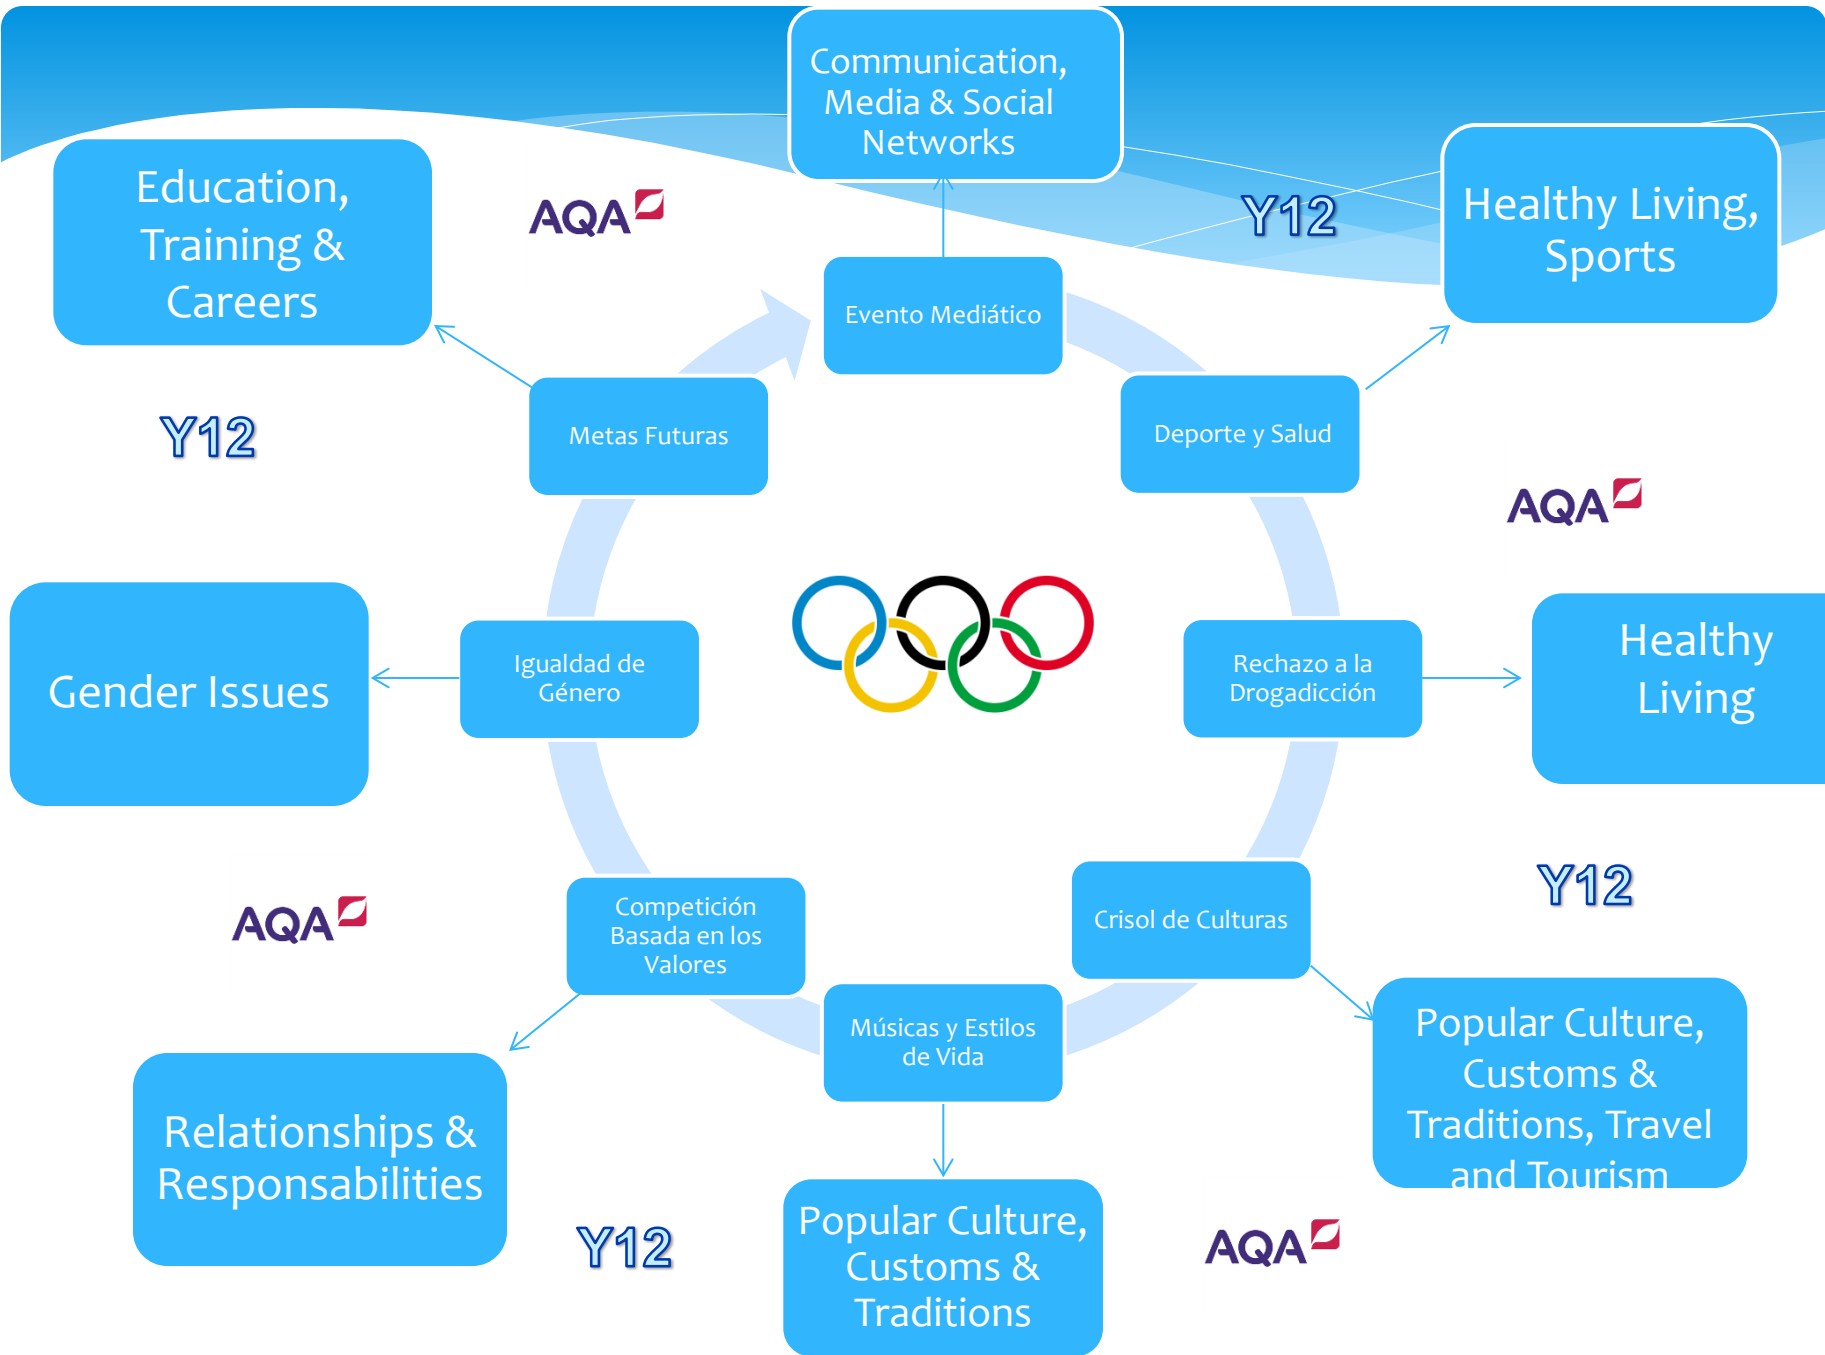 Communication,
Media & Social
Networks
Education,
Training &
Careers
AQA
Y12
Healthy Living,
Sports
Evento Mediático
Metas Futuras
Deporte y Salud
Y12
AQA
Gender Issues
Igualdad de
Género
Rechazo a la
Drogadicción
Healthy
Living
AQA
Competición
Basada en los
Valores
Crisol de Culturas
Y12
Músicas y Estilos
de Vida
Relationships &
Responsabilities
Popular Culture,
Customs &
Traditions, Travel
and Tourism
Y12
Popular Culture,
Customs &
Traditions
AQA